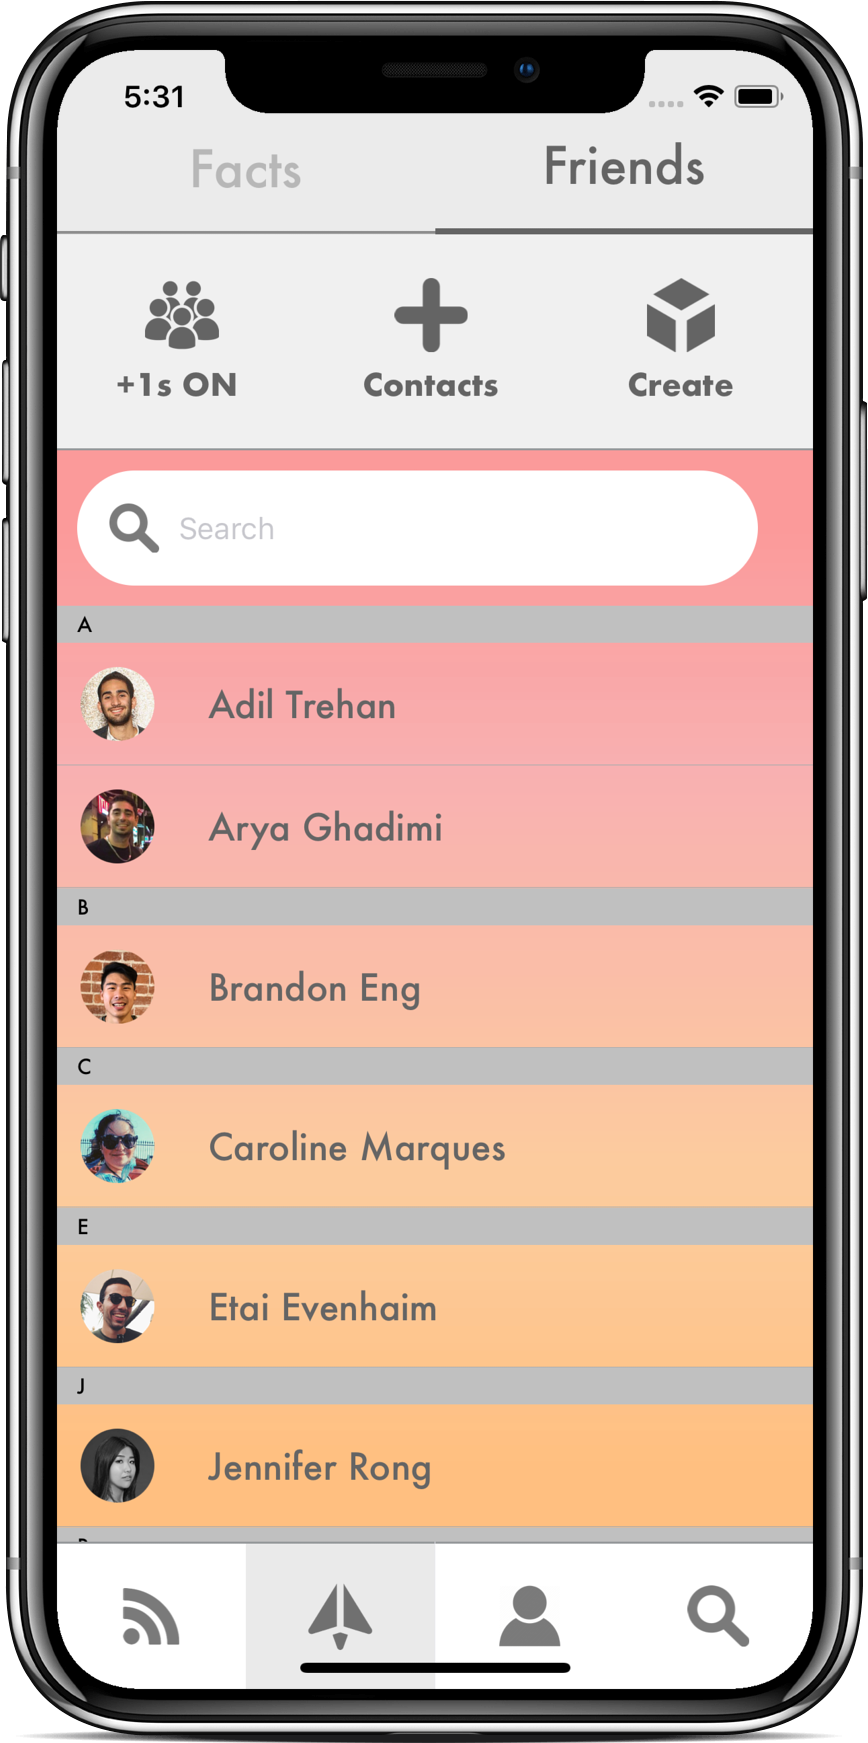 5:31
Facts Friends
+1s ON Contacts Create
Search
A
Adil Trehan
Arya Ghadimi
B
Brandon Eng
C
Caroline Marques
E
Etai Evenhaim
J
Jennifer Rong